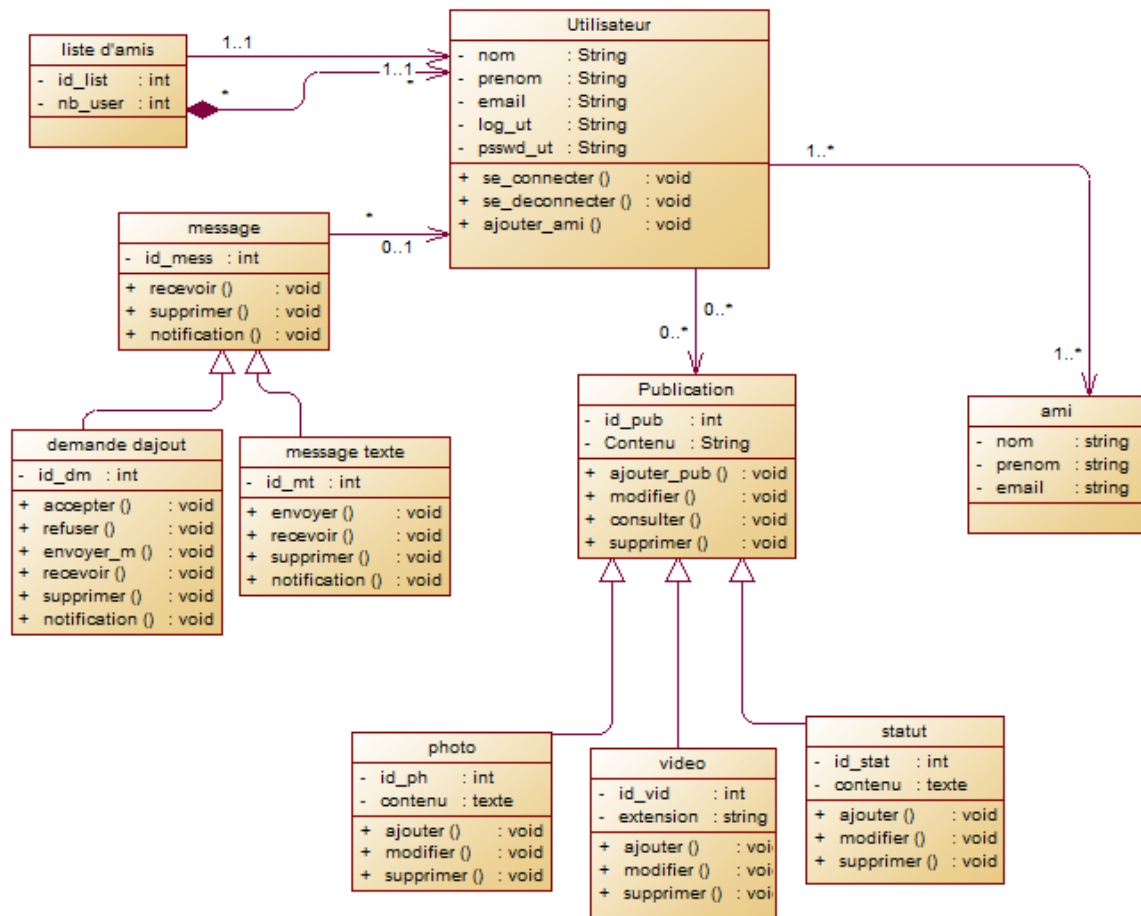 liste d'amis
- id_list : int
- nb_user : int
1..1
1..1
*
*
Utilisateur
- nom : String
- prenom : String
- email : String
- log_ut : String
- psswd_ut : String
+ se_connecter () : void
+ se_deconnecter () : void
+ ajouter_ami () : void
1..*
1..*
message
- id_mess : int
+ recevoir () : void
+ supprimer () : void
+ notification () : void
*
0..1
0..*
0..*
demande dajout
- id_dm : int
+ accepter () : void
+ refuser () : void
+ envoyer_m () : void
+ recevoir () : void
+ supprimer () : void
+ notification () : void
message texte
- id_mt : int
+ envoyer () : void
+ recevoir () : void
+ supprimer () : void
+ notification () : void
Publication
- id_pub : int
- Contenu : String
+ ajouter_pub () : void
+ modifier () : void
+ consulter () : void
+ supprimer () : void
ami
- nom : string
- prenom : string
- email : string
photo
- id_ph : int
- contenu : texte
+ ajouter () : void
+ modifier () : void
+ supprimer () : void
video
- id_vid : int
- extension : string
+ ajouter () : voi
+ modifier () : voi
+ supprimer () : voi
statut
- id_stat : int
- contenu : texte
+ ajouter () : void
+ modifier () : void
+ supprimer () : void